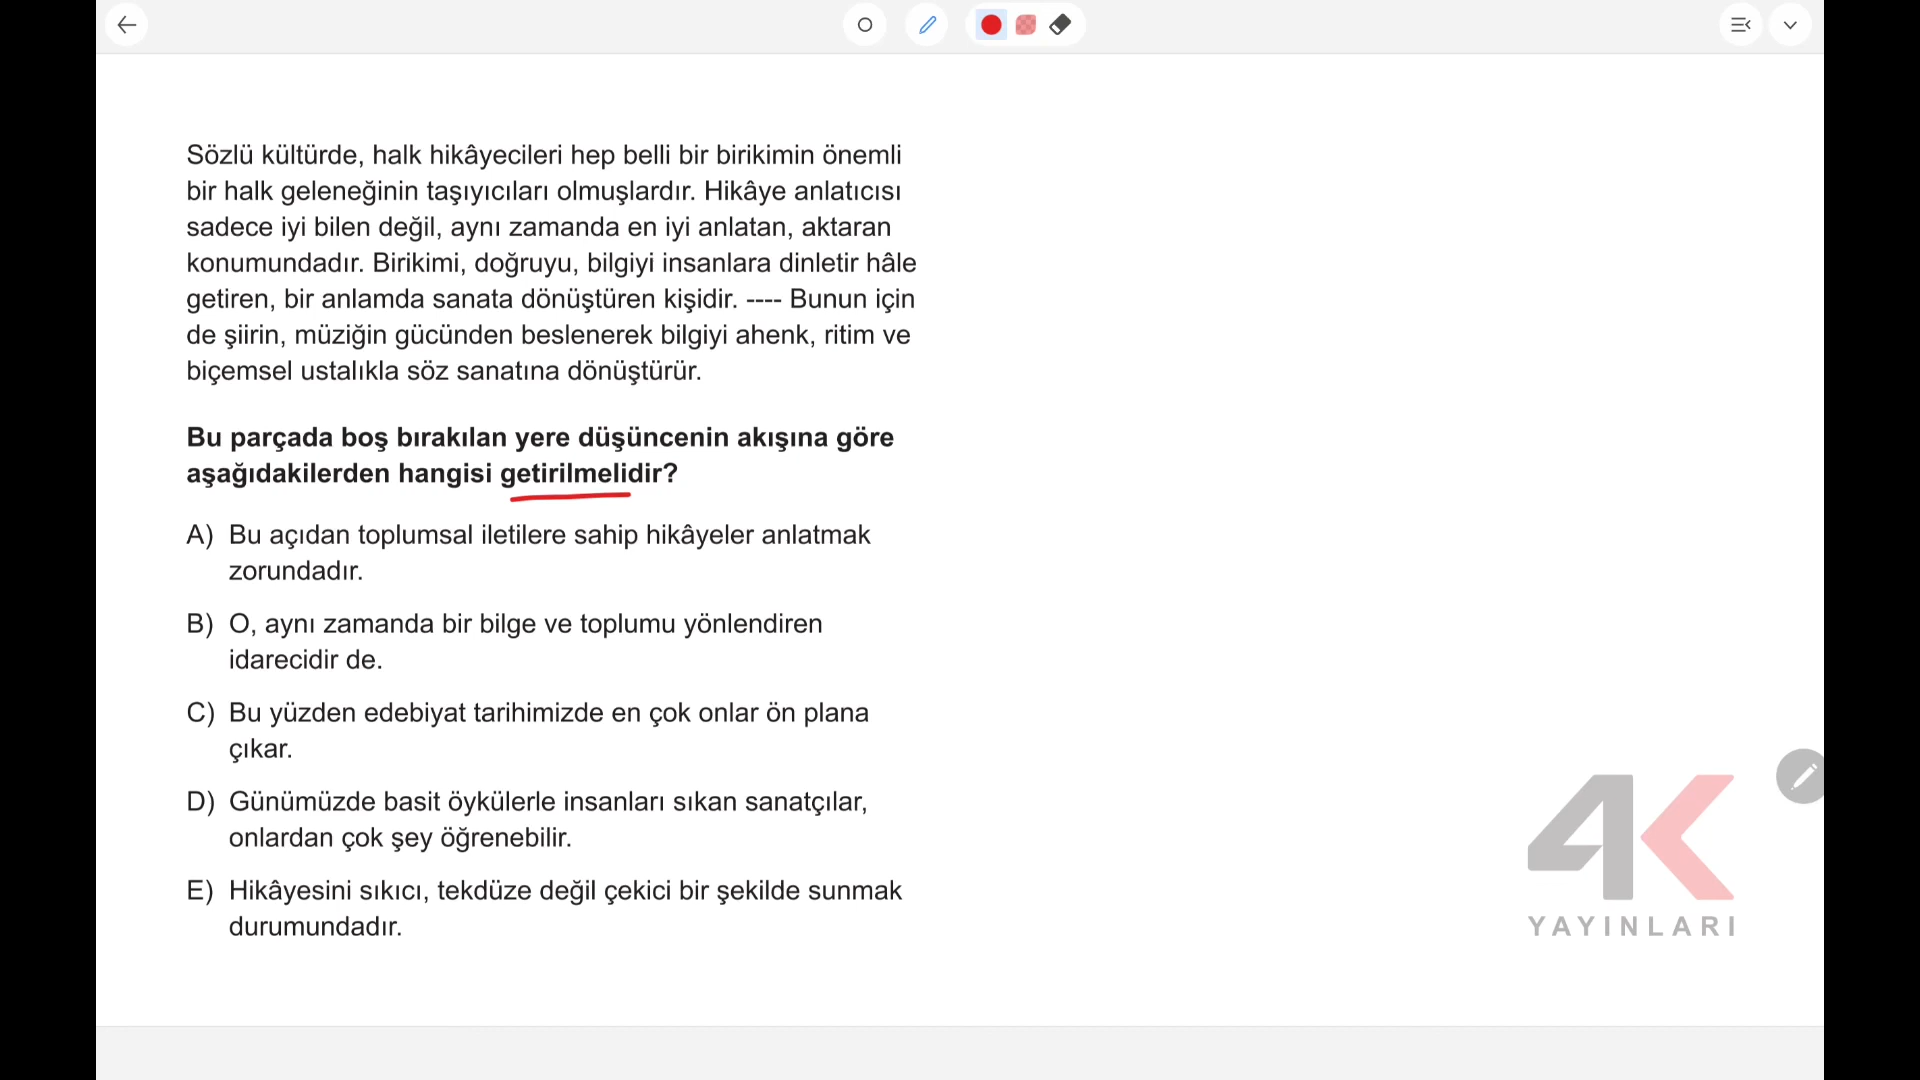 Sözlü kültürde, halk hikâyecileri hep belli bir birikimin önemli
bir halk geleneğinin taşıyıcıları olmuşlardır. Hikâye anlatıcısı
sadece iyi bilen değil, aynı zamanda en iyi anlatan, aktaran
konumundadır. Birikimi, doğruyu, bilgiyi insanlara dinletir hâle
getiren, bir anlamda sanata dönüştüren kişidir. ---- Bunun için
de şiirin, müziğin gücünden beslenerek bilgiyi ahenk, ritim ve
biçemsel ustalıkla söz sanatına dönüştürür.
Bu parçada boş bırakılan yere düşüncenin akışına göre
aşağıdakilerden hangisi getirilmelidir?
A) Bu açıdan toplumsal iletilere sahip hikâyeler anlatmak
zorundadır.
B) O, aynı zamanda bir bilge ve toplumu yönlendiren
idarecidir de.
C) Bu yüzden edebiyat tarihimizde en çok onlar ön plana
çıkar.
D) Günümüzde basit öykülerle insanları sıkan sanatçılar,
onlardan çok şey öğrenebilir.
E) Hikâyesini sıkıcı, tekdüze değil çekici bir şekilde sunmak
durumundadır.
4K
YAYINLARI